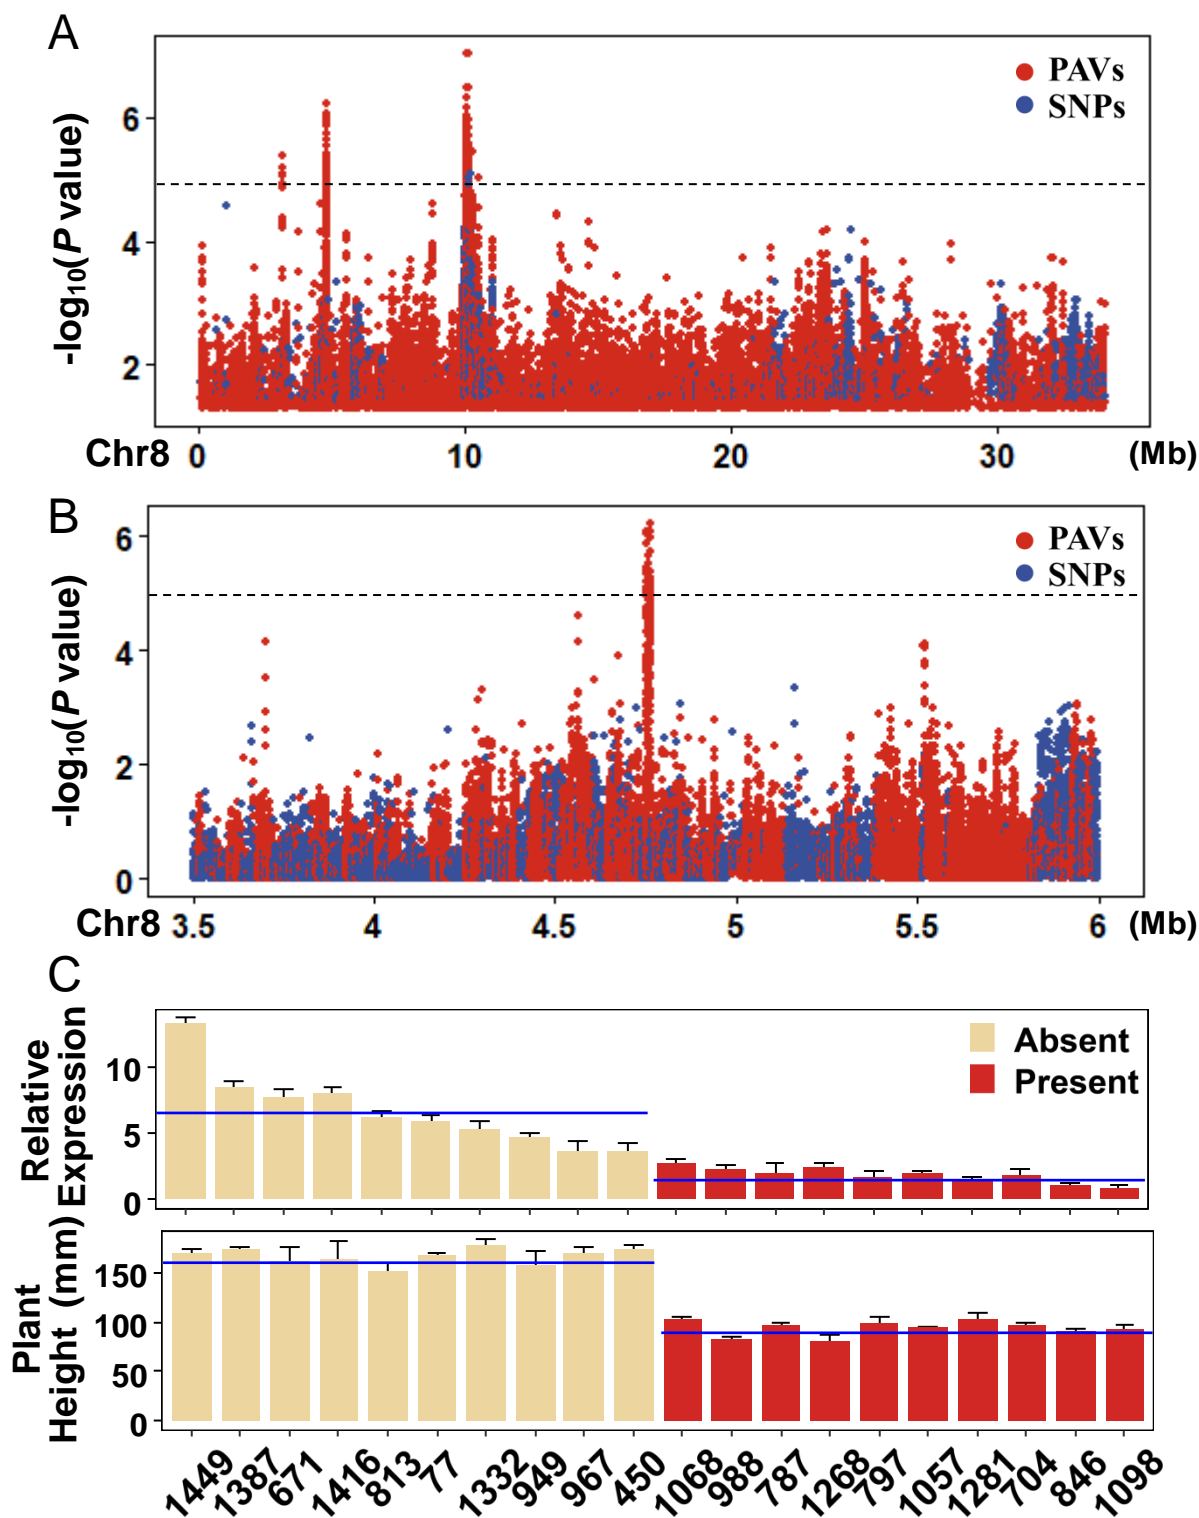 A
PAVs
SNPs
-log10(P value)
6
4
2
Chr8 0 10 20 30 (Mb)
B
PAVs
SNPs
-log10(P value)
6
4
2
0
Chr8 3.5 4 4.5 5 5.5 6 (Mb)
C
Relative
Expression
10
5
0
Absent
Present
Plant
Height (mm)
150
100
50
0
1449 1387 671 1416 813 77 1332 949 967 450 1068 988 787 1268 797 1057 1281 704 846 1098